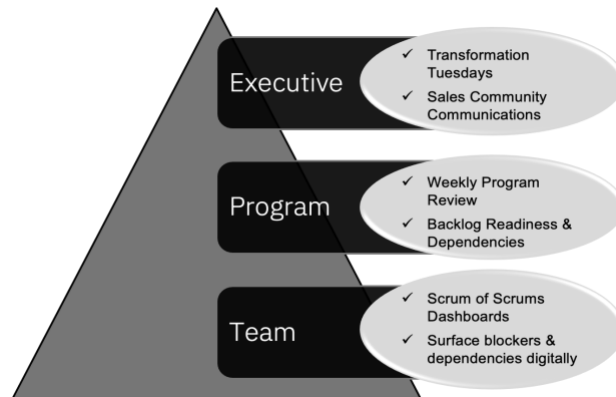 Executive
✓ Transformation
Tuesdays
✓ Sales Community
Communications
Program
✓ Weekly Program
Review
✓ Backlog Readiness &
Dependencies
Team
✓ Scrum of Scrums
Dashboards
✓ Surface blockers &
dependencies digitally